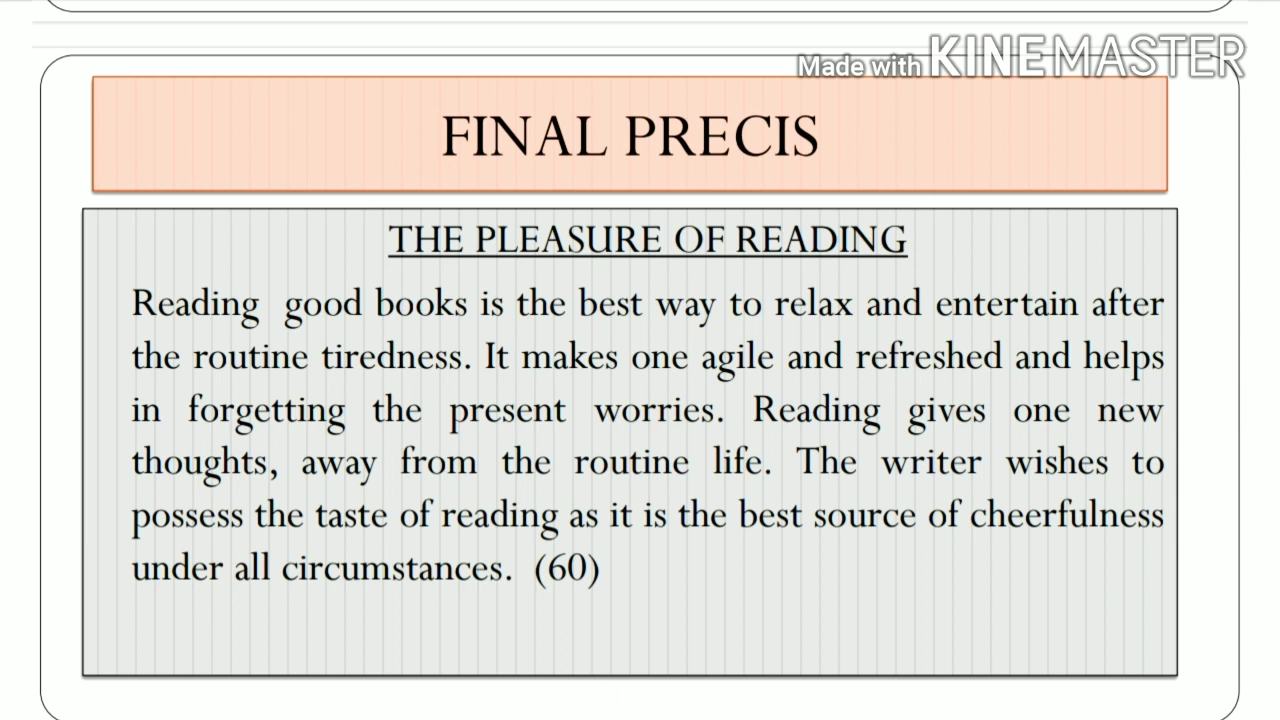 Made with KINEMASTER
FINAL PRECIS
THE PLEASURE OF READING
Reading good books is the best way to relax and entertain after
the routine tiredness. It makes one agile and refreshed and helps
in forgetting the present worries. Reading gives one new
thoughts, away from the routine life. The writer wishes to
possess the taste of reading as it is the best source of cheerfulness
under all circumstances. (60)